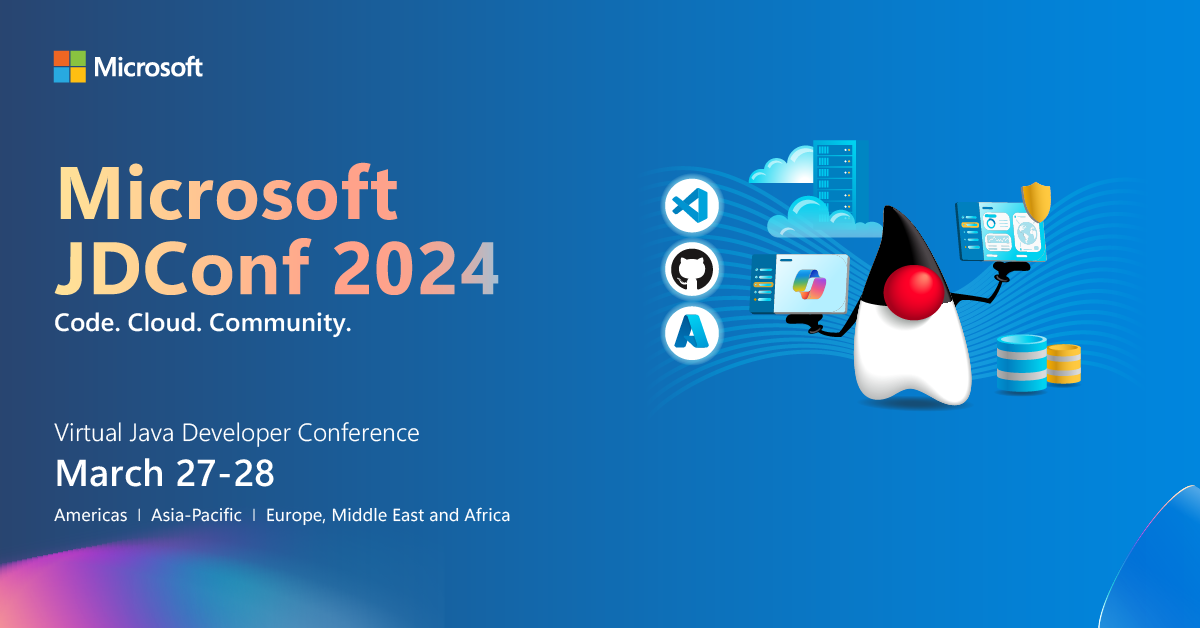 Microsoft
Microsoft
JDConf 2024
Code. Cloud. Community.
Virtual Java Developer Conference
March 27-28
Americas | Asia-Pacific | Europe, Middle East and Africa